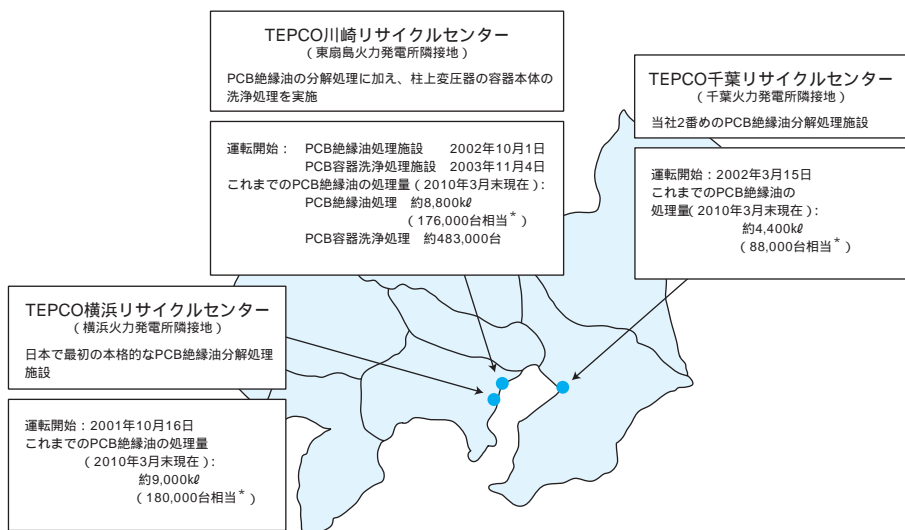 TEPCO川崎リサイクルセンター
(東扇島火力発電所隣接地)
PCB絶縁油の分解処理に加え、柱上変圧器の容器本体の
洗浄処理を実施
運転開始: PCB絶縁油処理施設 2002年10月1日
PCB容器洗浄処理施設 2003年11月4日
これまでのPCB絶縁油の処理量(2010年3月末現在):
PCB絶縁油処理 約8,800kℓ
(176,000台相当*)
PCB容器洗浄処理 約483,000台
TEPCO千葉リサイクルセンター
(千葉火力発電所隣接地)
当社2番めのPCB絶縁油分解処理施設
運転開始:2002年3月15日
これまでのPCB絶縁油の
処理量(2010年3月末現在):
約4,400kℓ
(88,000台相当*)
TEPCO横浜リサイクルセンター
(横浜火力発電所隣接地)
日本で最初の本格的なPCB絶縁油分解処理
施設
運転開始:2001年10月16日
これまでのPCB絶縁油の処理量
(2010年3月末現在):
約9,000kℓ
(180,000台相当*)